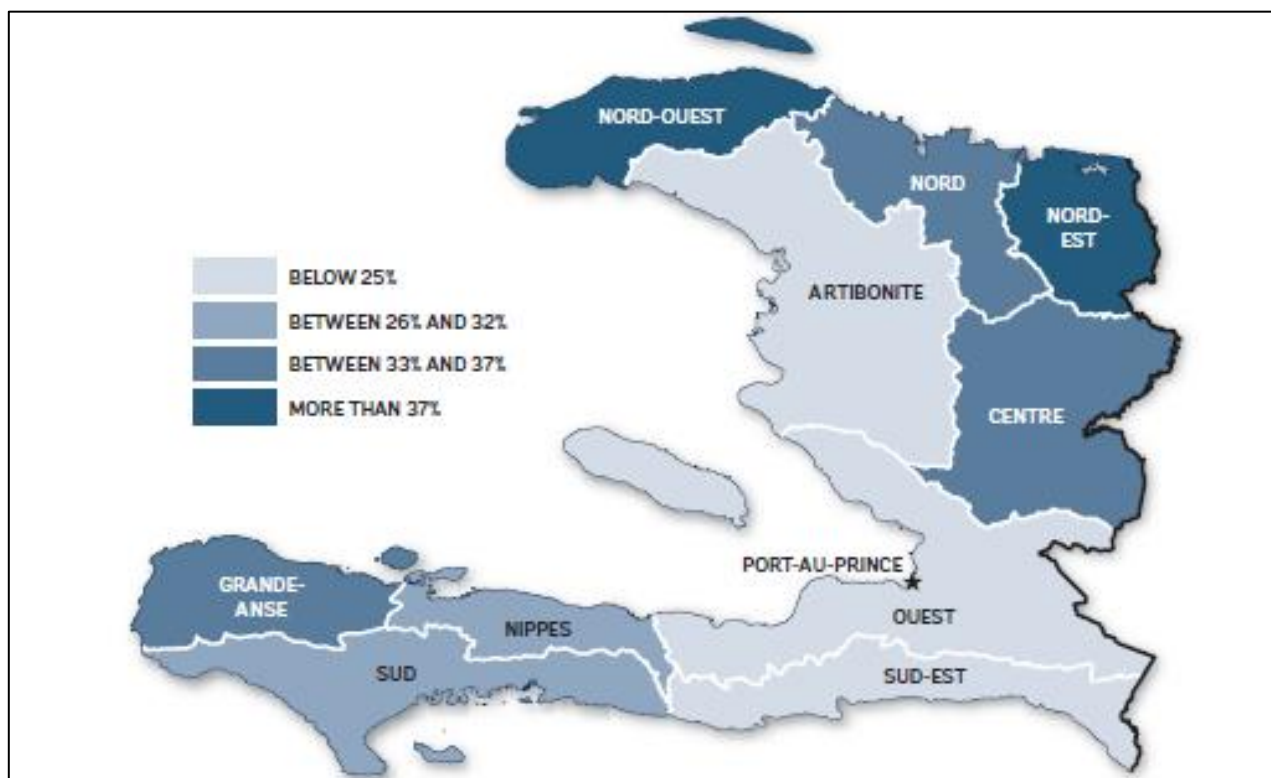 NORD-OUEST
NORD
NORD-
EST
BELOW 25%
ARTIBONITE
BETWEEN 26% AND 32%
BETWEEN 33% AND 37%
MORE THAN 37%
CENTRE
PORT-AU-PRINCE
GRANDE-
ANSE
OUEST
NIPPES
SUD
SUD-EST